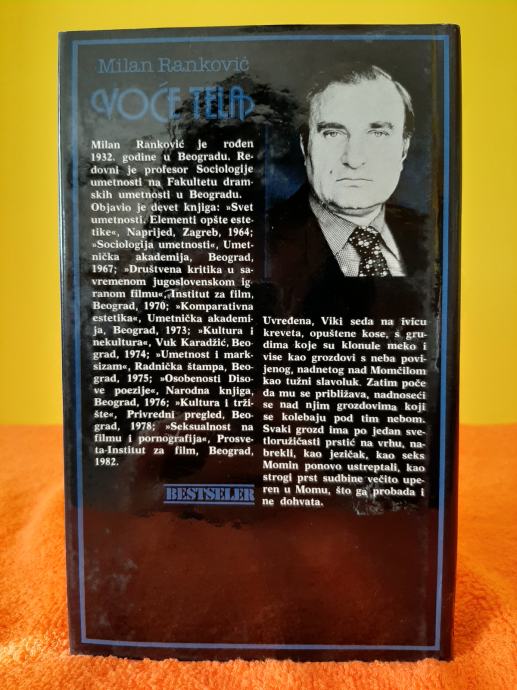 Milan Ranković
VOĆE TELA
Milan Ranković je rođen
1932. godine u Beogradu. Re-
dovni je profesor Sociologije
umetnosti na Fakultetu dram-
skih umetnosti u Beogradu.
Objavio je devet knjiga: »Svet
umetnosti. Elementi opšte este-
tike«, Naprijed, Zagreb, 1964;
»Sociologija umetnosti«, Umet-
nička akademija, Beograd,
1967; »Društvena kritika u sa-
vremenom jugoslovenskom ig-
ranom filmu«, Institut za film,
Beograd, 1970; »Komparativna
estetika«, Umetnička akademi-
ja, Beograd, 1973; »Kultura i
nekultura«, Vuk Karadžić, Beo-
grad, 1974; »Umetnost i mark-
sizam«, Radnička štampa, Beo-
grad, 1975; »Osobenosti Diso-
ve poezije«, Narodna knjiga,
Beograd, 1976; »Kultura i trži-
šte«, Privredni pregled, Beo-
grad, 1978; »Seksualnost na
filmu i pornografija«, Prosve-
ta-Institut za film, Beograd,
1982.
BESTSELER
Uvređena, Viki seda na ivicu
kreveta, opuštene kose, s gru-
dima koje su klonule meko i
vise kao grozdovi s neba povi-
jenog, nadnetog nad Momčilom
kao tužni slavoluk. Zatim poče
da mu se približava, nadnoseći
se nad njim grozdovima koji
se kolebaju pod tim nebom.
Svaki grozd ima po jedan sve-
tloružičasti prstić na vrhu, na-
brekli, kao jezičak, kao seks
Momin ponovo ustreptali, kao
strogi prst sudbine večito upe-
ren u Momu, što ga probada i
ne dohvata.